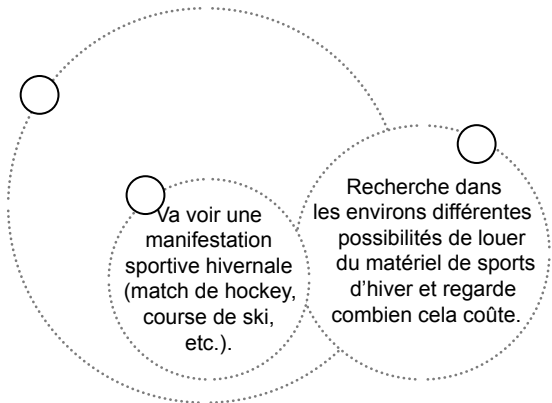 Va voir une
manifestation
sportive hivernale
(match de hockey,
course de ski,
etc.).
Recherche dans
les environs différentes
possibilités de louer
du matériel de sports
d’hiver et regarde
combien cela coûte.